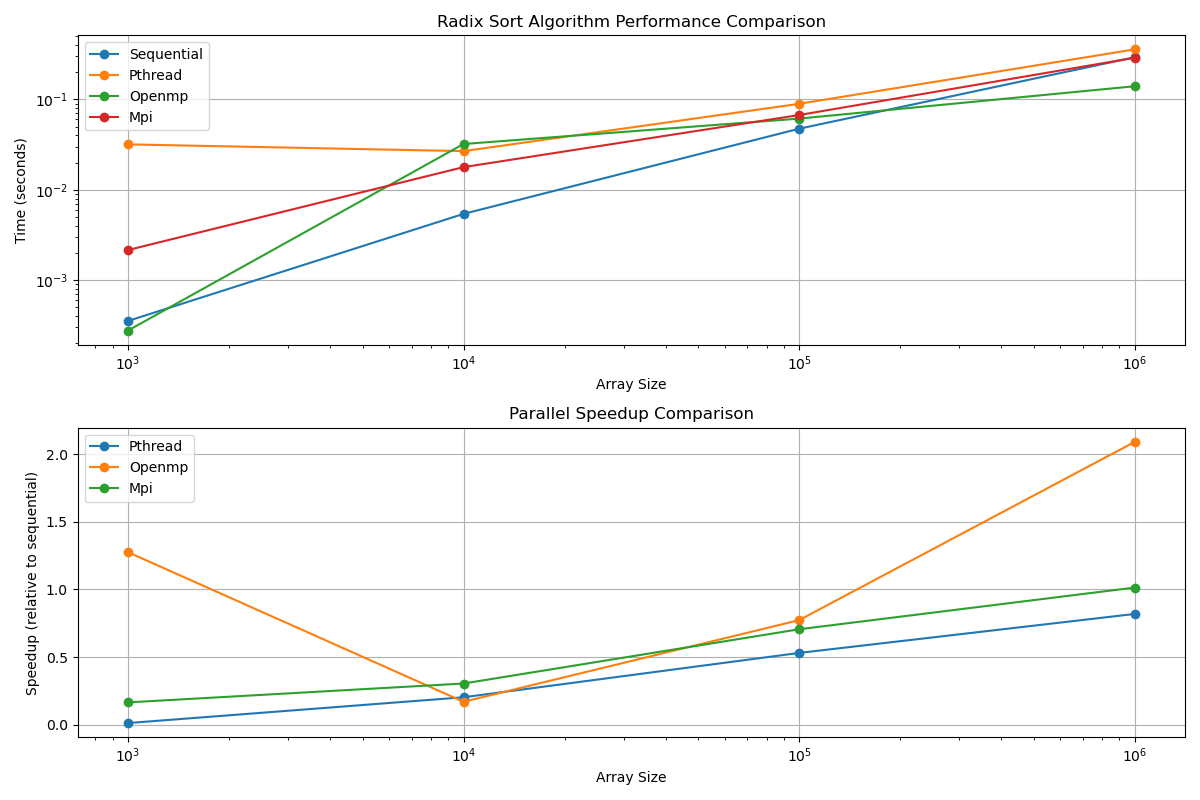 Radix Sort Algorithm Performance Comparison
Sequential
Pthread
Openmp
Mpi
Time (seconds)
10⁻¹
10⁻²
10⁻³
10³ 10⁴ 10⁵ 10⁶
Array Size
Parallel Speedup Comparison
Pthread
Openmp
Mpi
Speedup (relative to sequential)
2.0
1.5
1.0
0.5
0.0
10³ 10⁴ 10⁵ 10⁶
Array Size